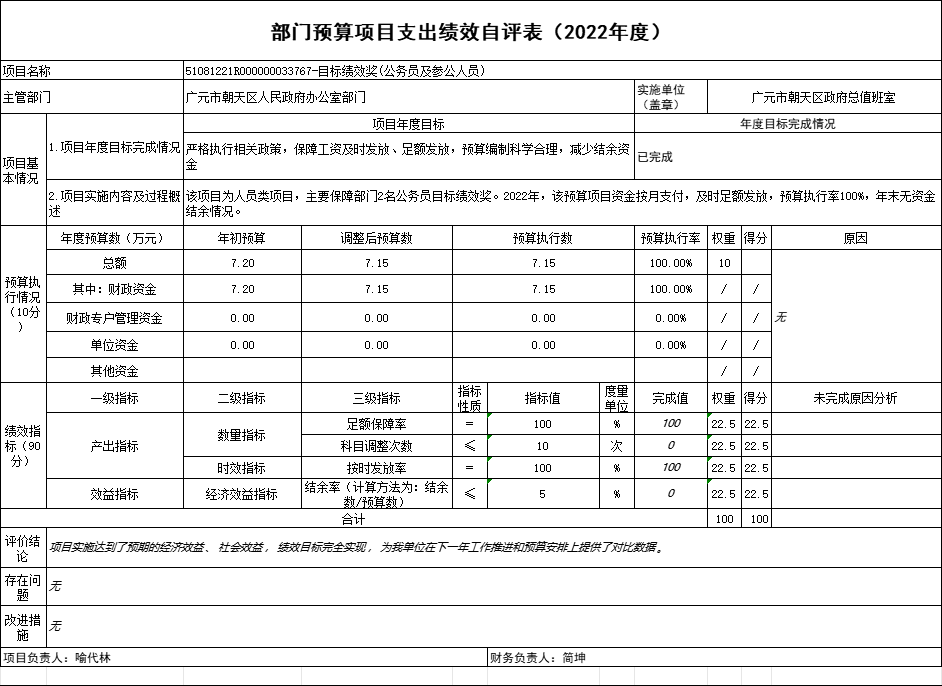 部门预算项目支出绩效自评表（2022年度）
项目名称 51081221R000000033767-目标绩效奖(公务员及参公人员)
主管部门 广元市朝天区人民政府办公室部门 实施单位（盖章） 广元市朝天区政府总值班室
项目基本情况 1.项目年度目标完成情况 项目年度目标 年度目标完成情况
严格执行相关政策，保障工资及时发放、足额发放，预算编制科学合理，减少结余资金 已完成
2.项目实施内容及过程概述 该项目为人员类项目，主要保障部门2名公务员目标绩效奖。2022年，该预算项目资金按月支付，及时足额发放，预算执行率100%，年末无资金结余情况。
预算执行情况（10分） 年度预算数（万元） 年初预算 调整后预算数 预算执行数 预算执行率 权重 得分 原因
总额 7.20 7.15 7.15 100.00% 10 无
其中：财政资金 7.20 7.15 7.15 100.00% / /
财政专户管理资金 0.00 0.00 0.00 0.00% / /
单位资金 0.00 0.00 0.00 0.00% / /
其他资金 / /
绩效指标（90分） 一级指标 二级指标 三级指标 指标性质 指标值 度量单位 完成值 权重 得分 未完成原因分析
产出指标 数量指标 足额保障率 ＝ 100 % 100 22.5 22.5
科目调整次数 ≤ 10 次 0 22.5 22.5
时效指标 按时发放率 ＝ 100 % 100 22.5 22.5
效益指标 经济效益指标 结余率（计算方法为：结余数/预算数） ≤ 5 % 0 22.5 22.5
合计 100 100
评价结论 项目实施达到了预期的经济效益、社会效益，绩效目标完全实现，为我单位在下一年工作推进和预算安排上提供了对比数据。
存在问题 无
改进措施 无
项目负责人：喻代林 财务负责人：简坤